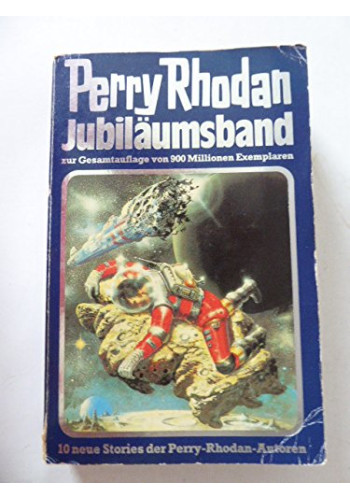 Perry Rhodan
Jubiläumsband
zur Gesamtauflage von 900 Millionen Exemplaren
10 neue Stories der Perry-Rhodan-Autoren